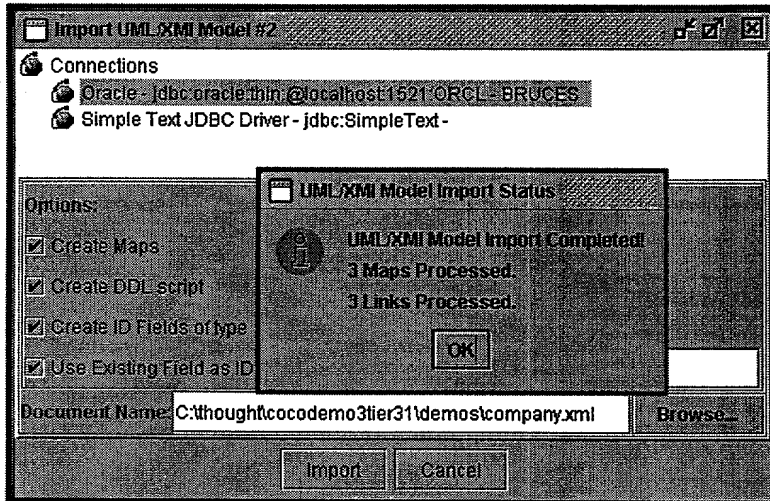 Import UML/XMI Model #2
Connections
Oracle - jdbc:oracle:thin:@localhost:1521:ORCL - BRUCES
Simple Text JDBC Driver - jdbc:SimpleText -
UML/XMI Model Import Status
UML/XMI Model Import Completed!
3 Maps Processed.
3 Links Processed.
OK
Options:
Create Maps
Create DDL script
Create ID Fields of type
Use Existing Field as ID
Document Name: C:\thought\cocodemo3tier31\demos\company.xml Browse...
Import Cancel